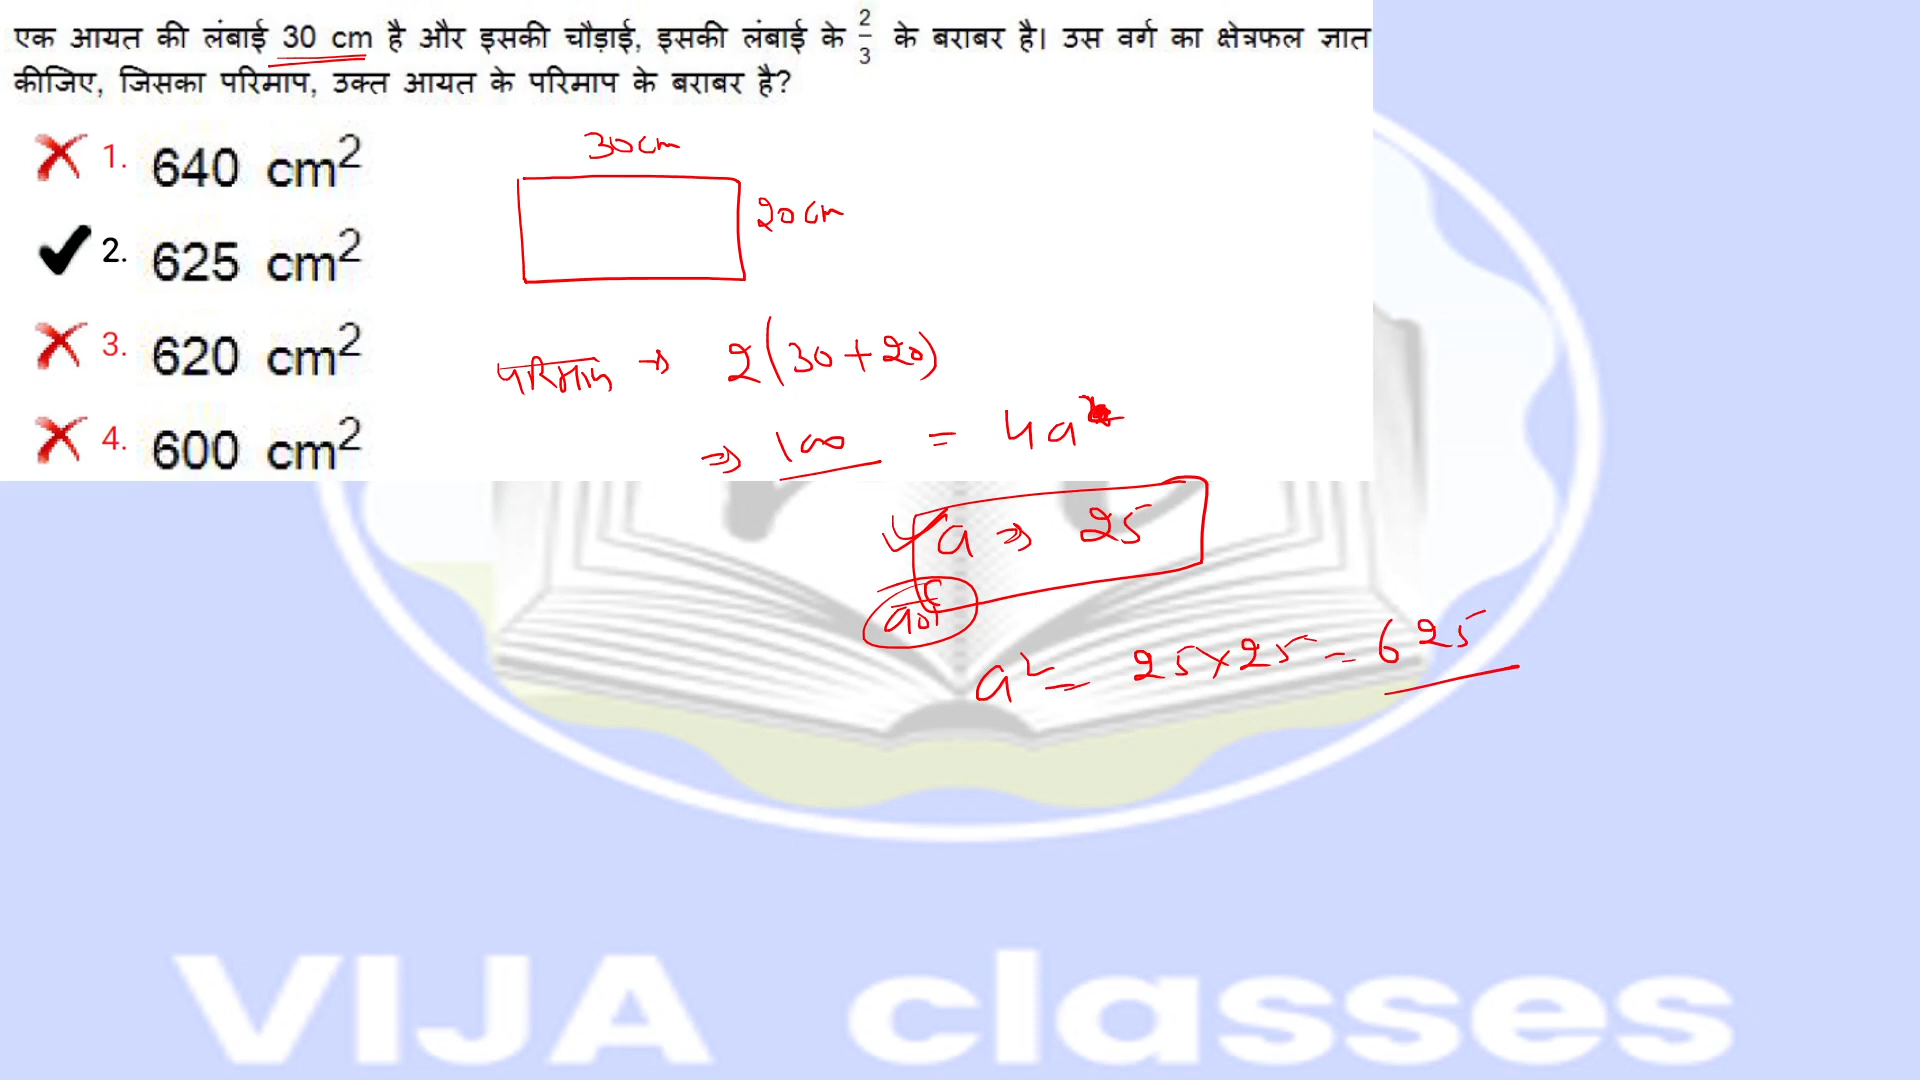 एक आयत की लंबाई 30 cm है और इसकी चौड़ाई, इसकी लंबाई के 2/3 के बराबर है। उस वर्ग का क्षेत्रफल ज्ञात
कीजिए, जिसका परिमाप, उक्त आयत के परिमाप के बराबर है?
1. 640 cm²
2. 625 cm²
3. 620 cm²
4. 600 cm²
30cm
20cm
परिमाप → 2(30+20)
⇒ 100 = 4a
a ⇒ 25
वर्ग
a² = 25×25 = 625
VIJA classes